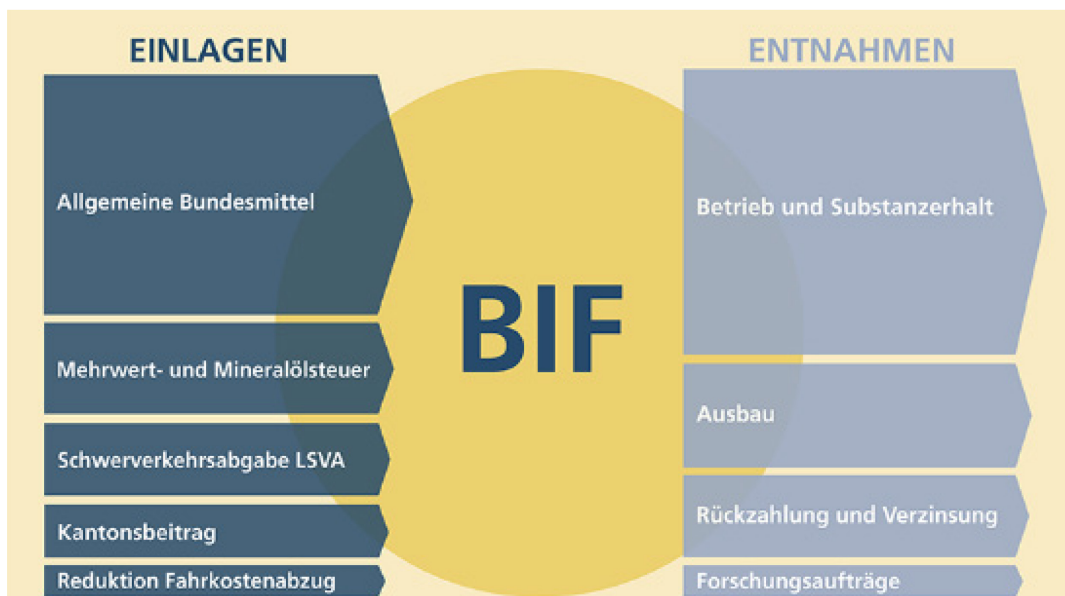 EINLAGEN
Allgemeine Bundesmittel
Mehrwert- und Mineralölsteuer
Schwerverkehrsabgabe LSVA
Kantonsbeitrag
Reduktion Fahrkostenabzug
BIF
ENTNAHMEN
Betrieb und Substanzerhalt
Ausbau
Rückzahlung und Verzinsung
Forschungsaufträge